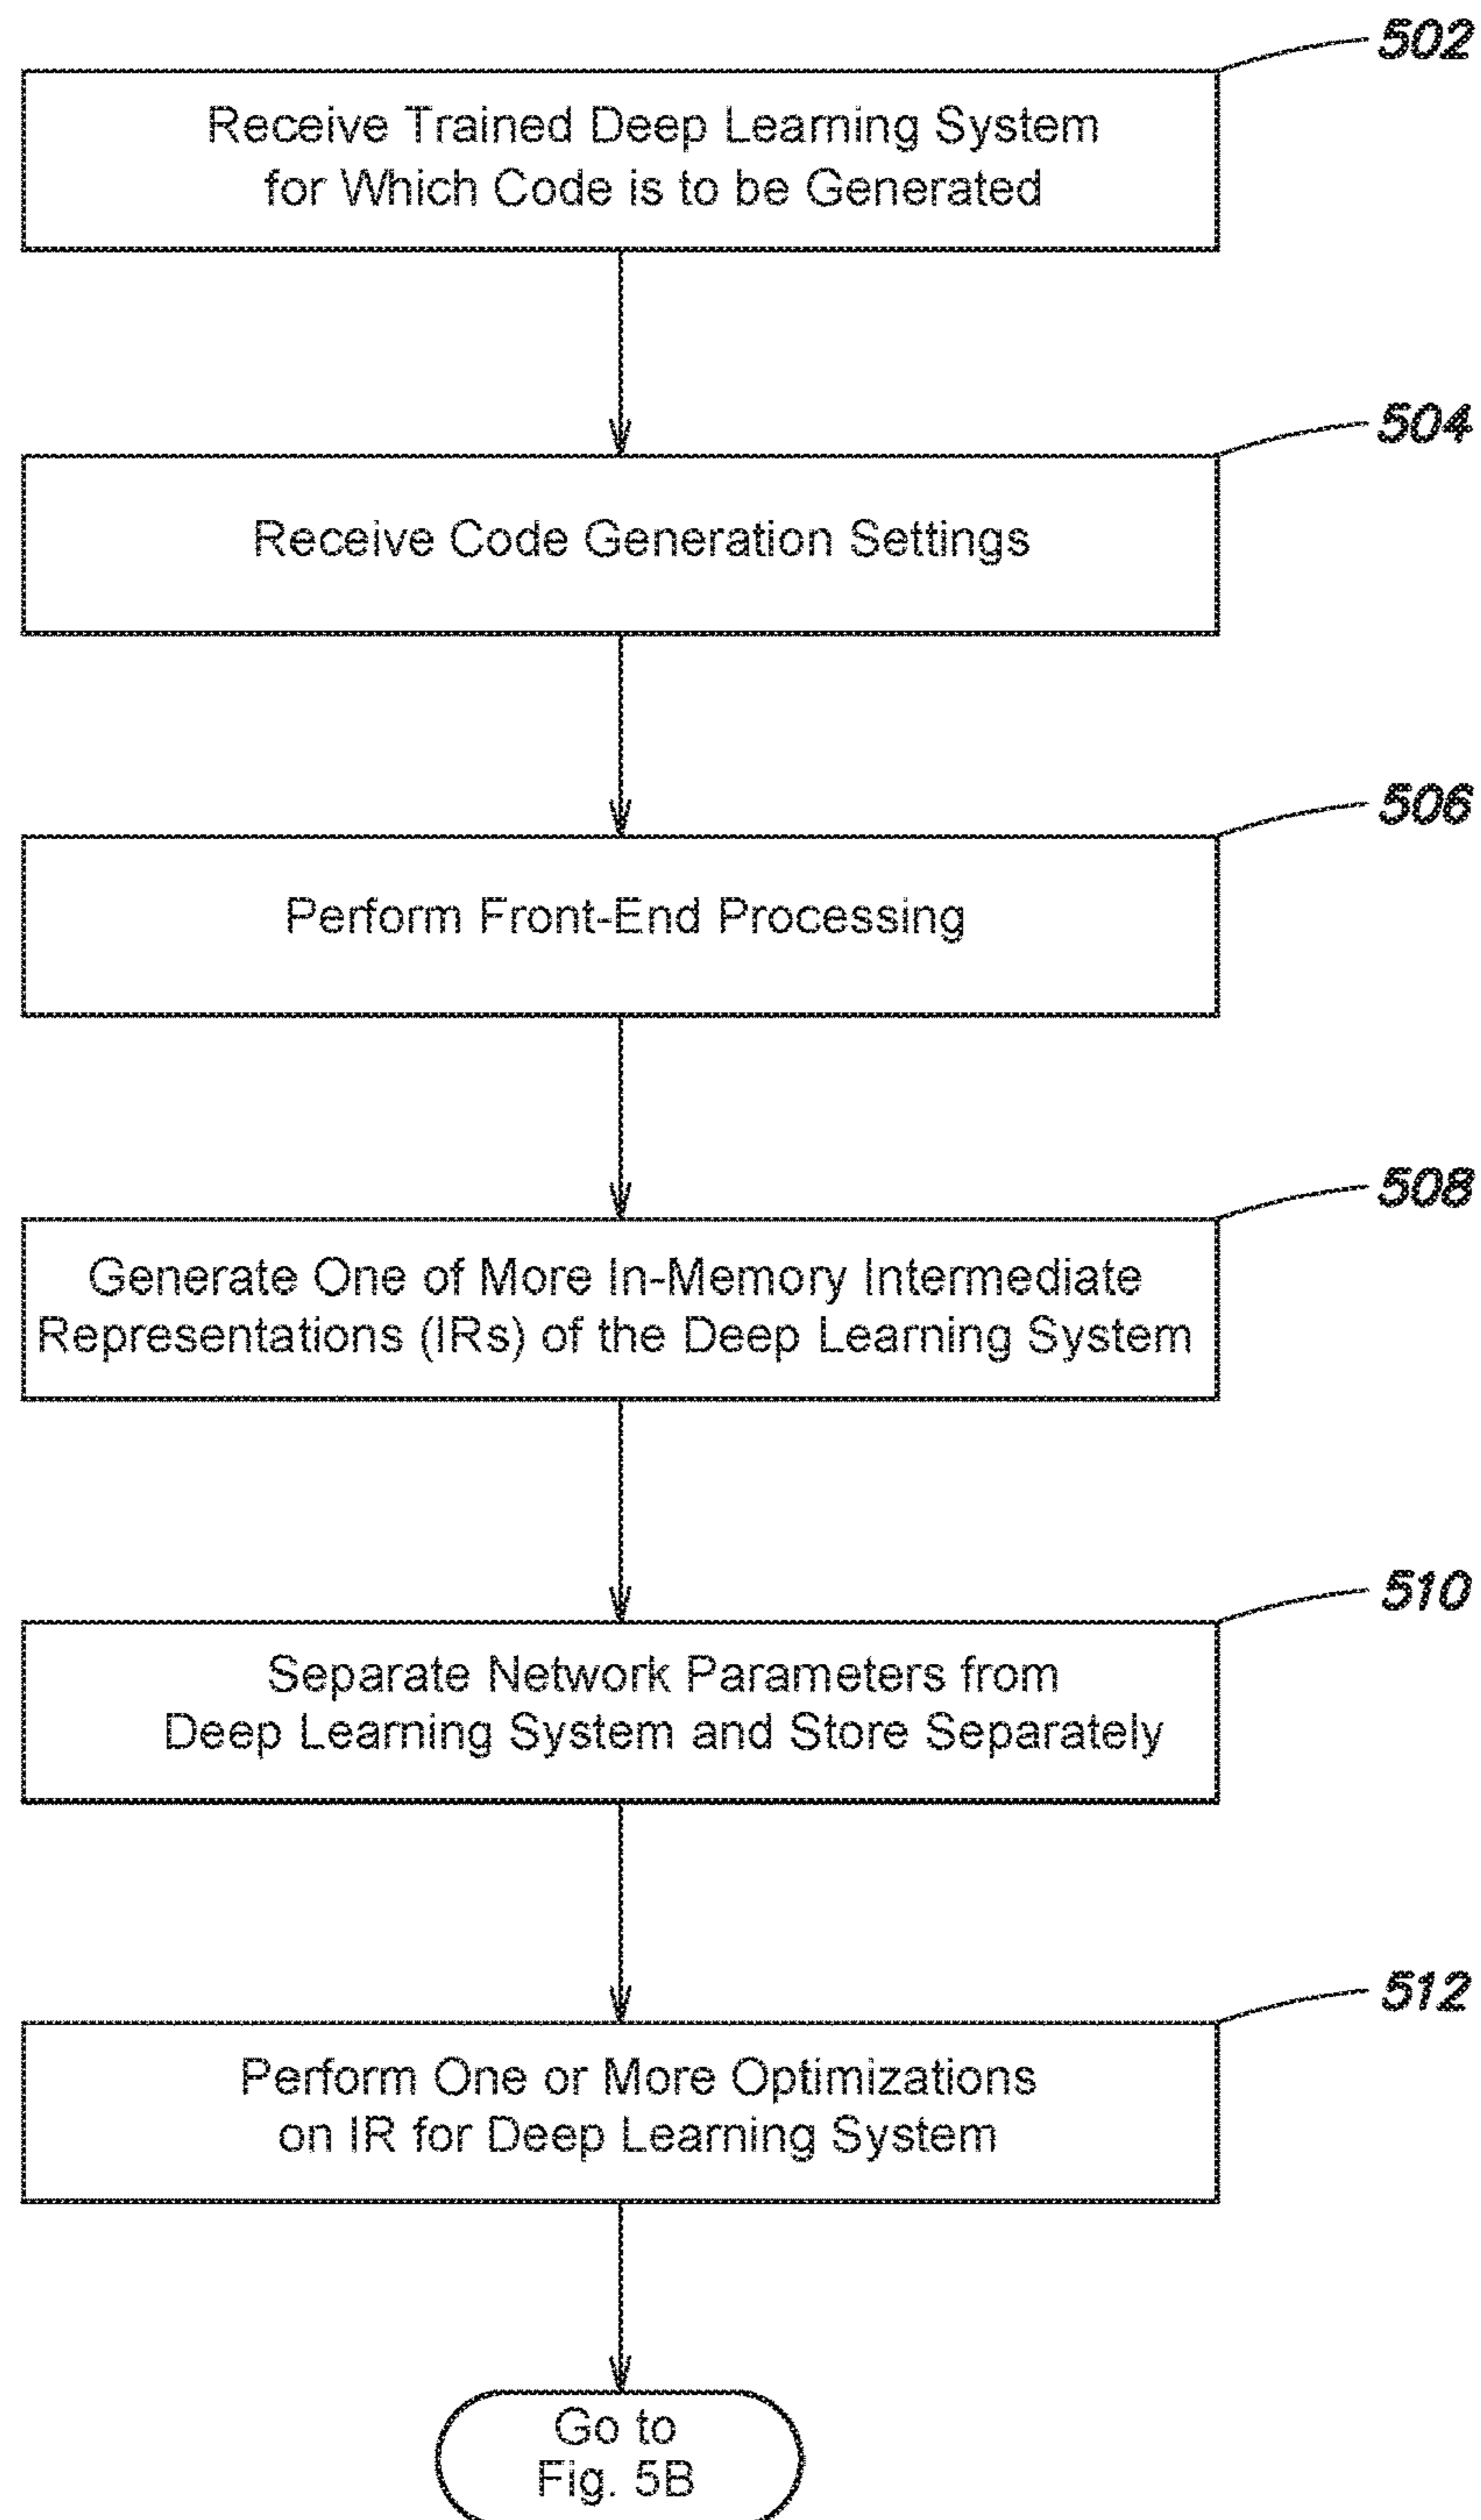 502
Receive Trained Deep Learning System
for Which Code is to be Generated
504
Receive Code Generation Settings
506
Perform Front-End Processing
508
Generate One of More In-Memory Intermediate
Representations (IRs) of the Deep Learning System
510
Separate Network Parameters from
Deep Learning System and Store Separately
512
Perform One or More Optimizations
on IR for Deep Learning System
Go to
Fig. 5B